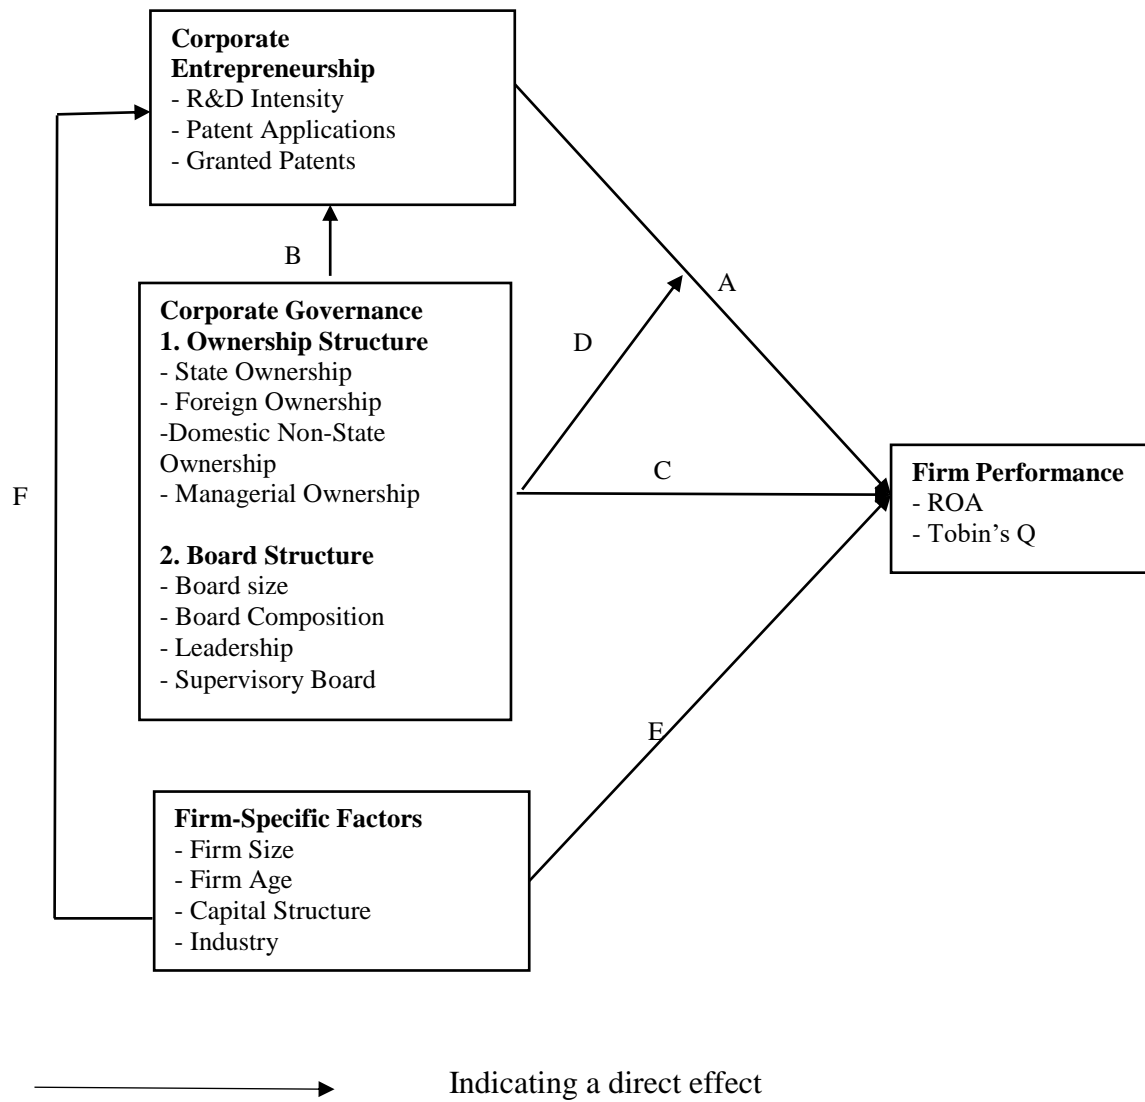 Corporate
Entrepreneurship
- R&D Intensity
- Patent Applications
- Granted Patents
B
A
Corporate Governance
1. Ownership Structure
- State Ownership
- Foreign Ownership
-Domestic Non-State
Ownership
- Managerial Ownership
2. Board Structure
- Board size
- Board Composition
- Leadership
- Supervisory Board
D
C
F
Firm Performance
- ROA
- Tobin’s Q
E
Firm-Specific Factors
- Firm Size
- Firm Age
- Capital Structure
- Industry
Indicating a direct effect